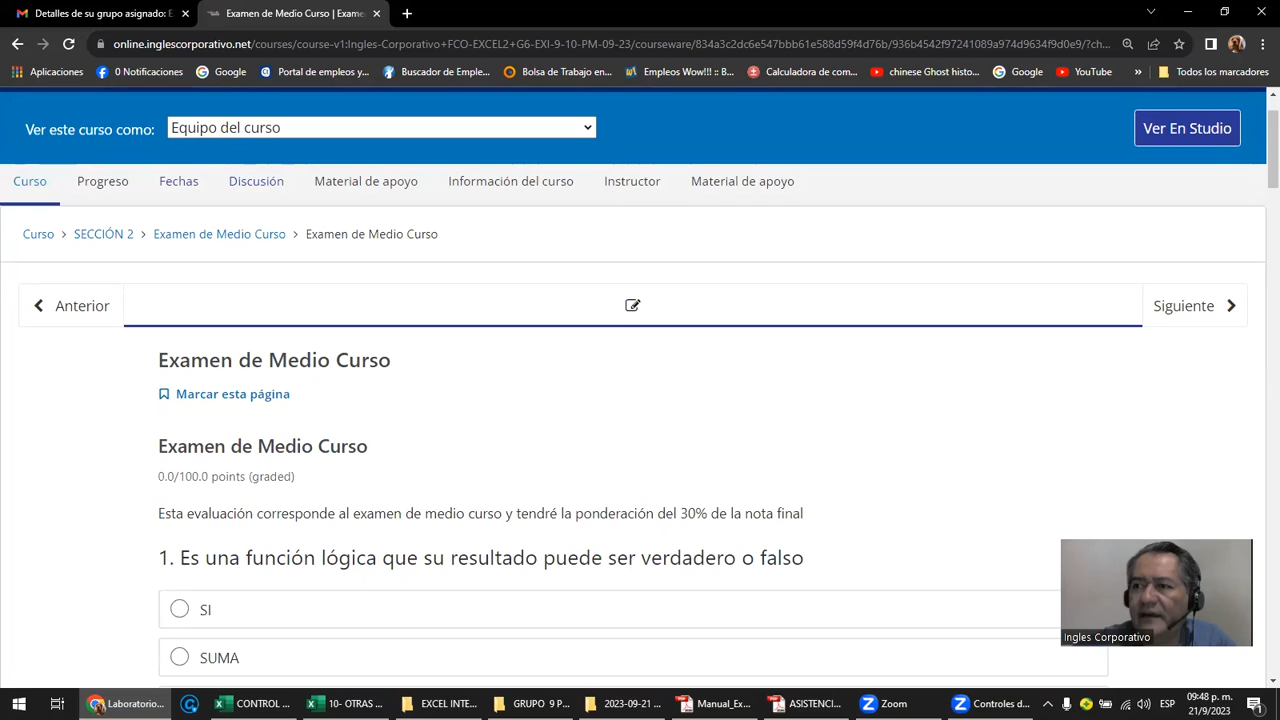 Detalles de su grupo asignado: E
Examen de Medio Curso | Exame
online.inglescorporativo.net/courses/course-v1:Ingles-Corporativo+FCO-EXCEL2+G6-EXI-9-10-PM-09-23/courseware/834a3c2dc6e547bbb61e588d59f4d76b/936b4542f97241089a974d9634f9d0e9/?ch...
Aplicaciones
0 Notificaciones
Google
Portal de empleos y...
Buscador de Emple...
Bolsa de Trabajo en...
Empleos Wow!!! :: B...
Calculadora de com...
chinese Ghost histo...
Google
YouTube
»
Todos los marcadores
Ver este curso como:
Equipo del curso
Ver En Studio
Curso
Progreso
Fechas
Discusión
Material de apoyo
Información del curso
Instructor
Material de apoyo
Curso > SECCIÓN 2 > Examen de Medio Curso > Examen de Medio Curso
Anterior
Siguiente
Examen de Medio Curso
Marcar esta página
Examen de Medio Curso
0.0/100.0 points (graded)
Esta evaluación corresponde al examen de medio curso y tendré la ponderación del 30% de la nota final
1. Es una función lógica que su resultado puede ser verdadero o falso
SI
SUMA
Ingles Corporativo
Laboratorio...
CONTROL ...
10- OTRAS ...
EXCEL INTE...
GRUPO 9 P...
2023-09-21 ...
Manual_Ex...
ASISTENCI...
Zoom
Controles d...
ESP
09:48 p. m.
21/9/2023